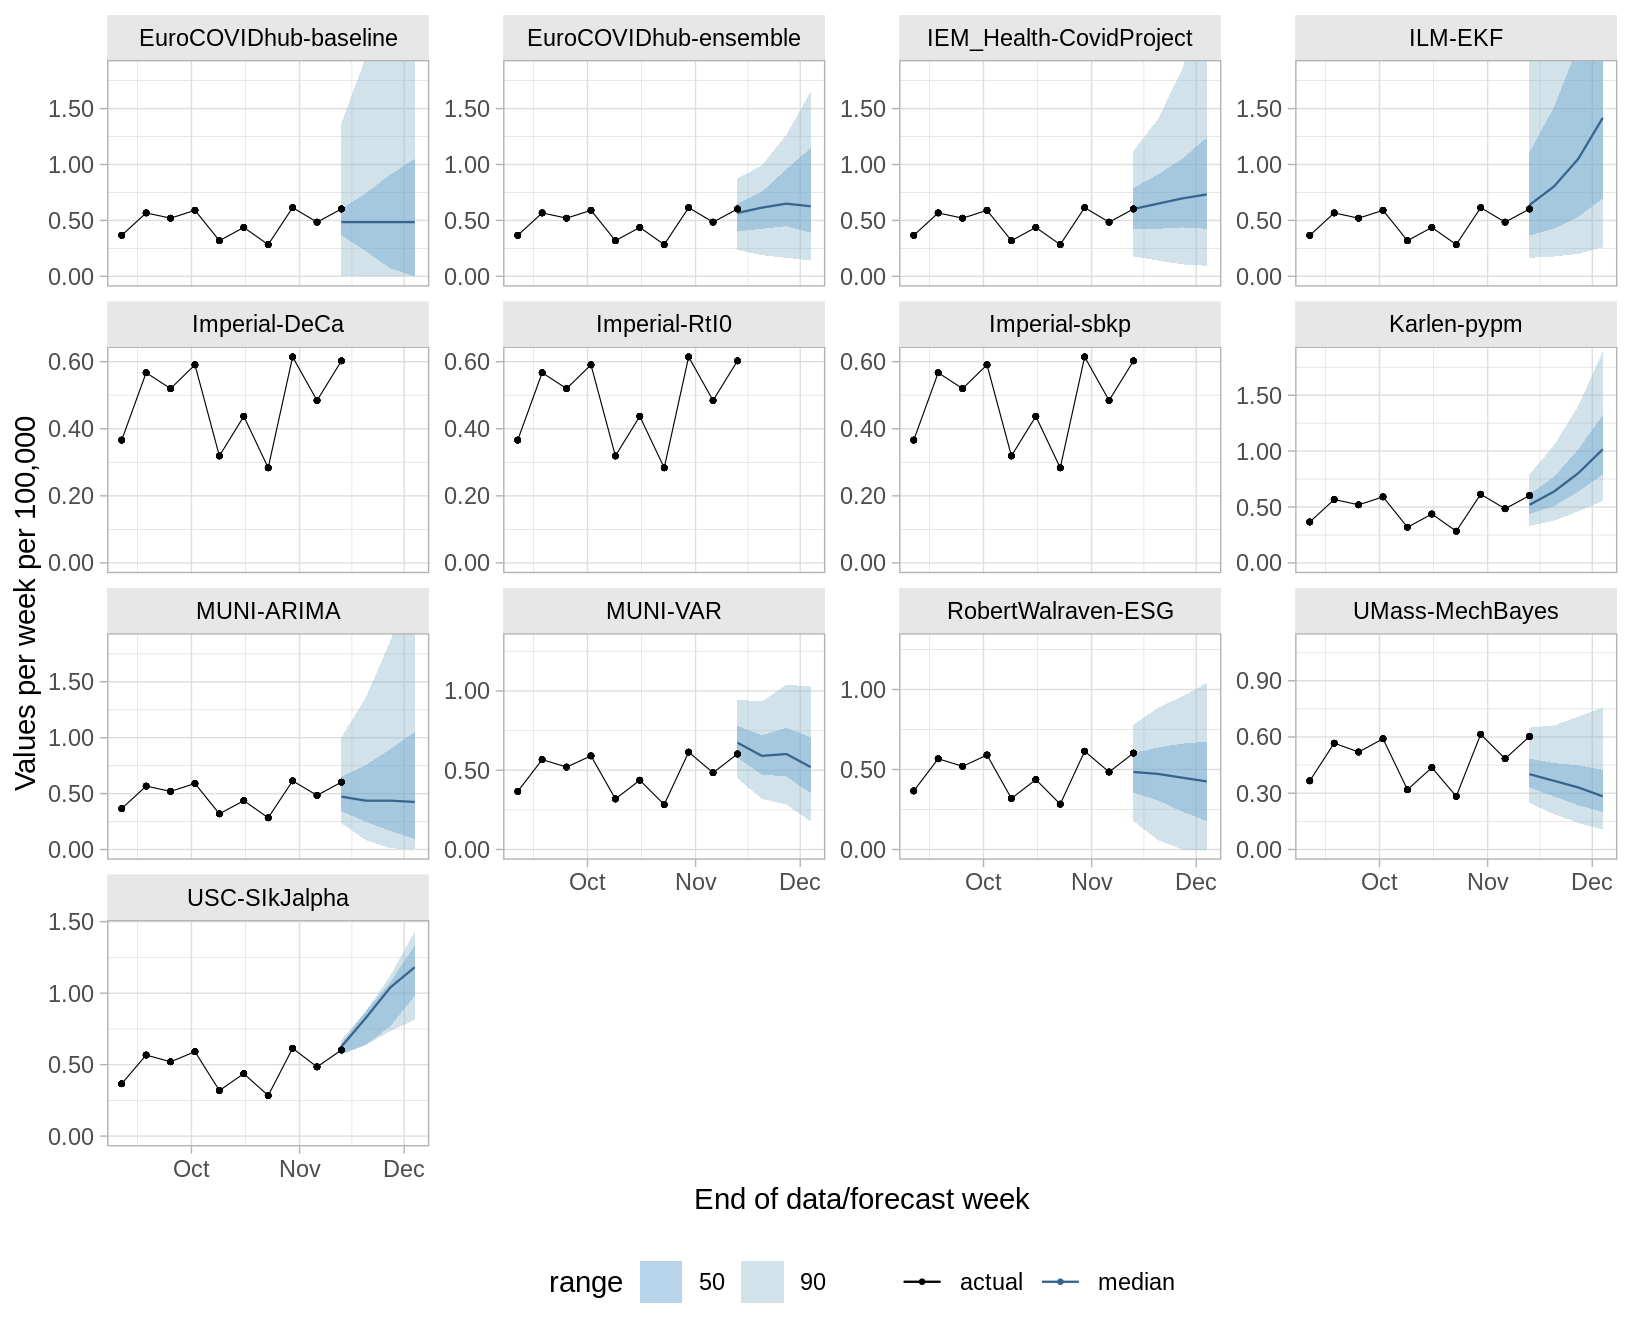 EuroCOVIDhub-baseline EuroCOVIDhub-ensemble IEM_Health-CovidProject ILM-EKF
1.50 1.50 1.50 1.50
1.00 1.00 1.00 1.00
0.50 0.50 0.50 0.50
0.00 0.00 0.00 0.00
Imperial-DeCa Imperial-RtI0 Imperial-sbkp Karlen-pypm
0.60 0.60 0.60 1.50
0.40 0.40 0.40 1.00
0.20 0.20 0.20 0.50
0.00 0.00 0.00 0.00
Values per week per 100,000
MUNI-ARIMA MUNI-VAR RobertWalraven-ESG UMass-MechBayes
1.50 1.00 1.00 0.90
1.00 0.50 0.50 0.60
0.50 0.00 0.00 0.30
0.00 0.00
Oct Nov Dec Oct Nov Dec Oct Nov Dec
USC-SIkJalpha
1.50
1.00
0.50
0.00
Oct Nov Dec
End of data/forecast week
range 50 90 actual median